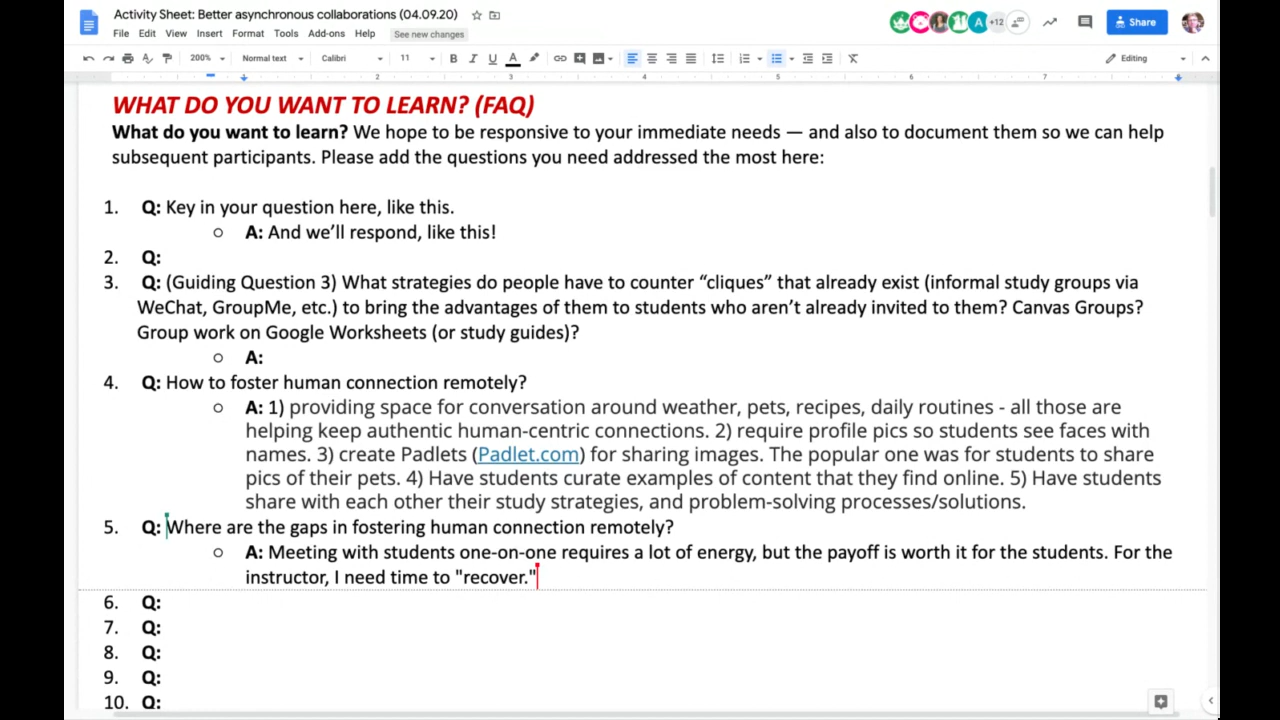 Activity Sheet: Better asynchronous collaborations (04.09.20)
File Edit View Insert Format Tools Add-ons Help See new changes
A +12 Share
200% Normal text Calibri 11 B I U A Editing
2 3 4 5 6 7
WHAT DO YOU WANT TO LEARN? (FAQ)
What do you want to learn? We hope to be responsive to your immediate needs — and also to document them so we can help
subsequent participants. Please add the questions you need addressed the most here:
1. Q: Key in your question here, like this.
○ A: And we’ll respond, like this!
2. Q:
3. Q: (Guiding Question 3) What strategies do people have to counter “cliques” that already exist (informal study groups via
WeChat, GroupMe, etc.) to bring the advantages of them to students who aren’t already invited to them? Canvas Groups?
Group work on Google Worksheets (or study guides)?
○ A:
4. Q: How to foster human connection remotely?
○ A: 1) providing space for conversation around weather, pets, recipes, daily routines - all those are
helping keep authentic human-centric connections. 2) require profile pics so students see faces with
names. 3) create Padlets (Padlet.com) for sharing images. The popular one was for students to share
pics of their pets. 4) Have students curate examples of content that they find online. 5) Have students
share with each other their study strategies, and problem-solving processes/solutions.
5. Q: Where are the gaps in fostering human connection remotely?
○ A: Meeting with students one-on-one requires a lot of energy, but the payoff is worth it for the students. For the
instructor, I need time to "recover."
6. Q:
7. Q:
8. Q:
9. Q:
10. Q: